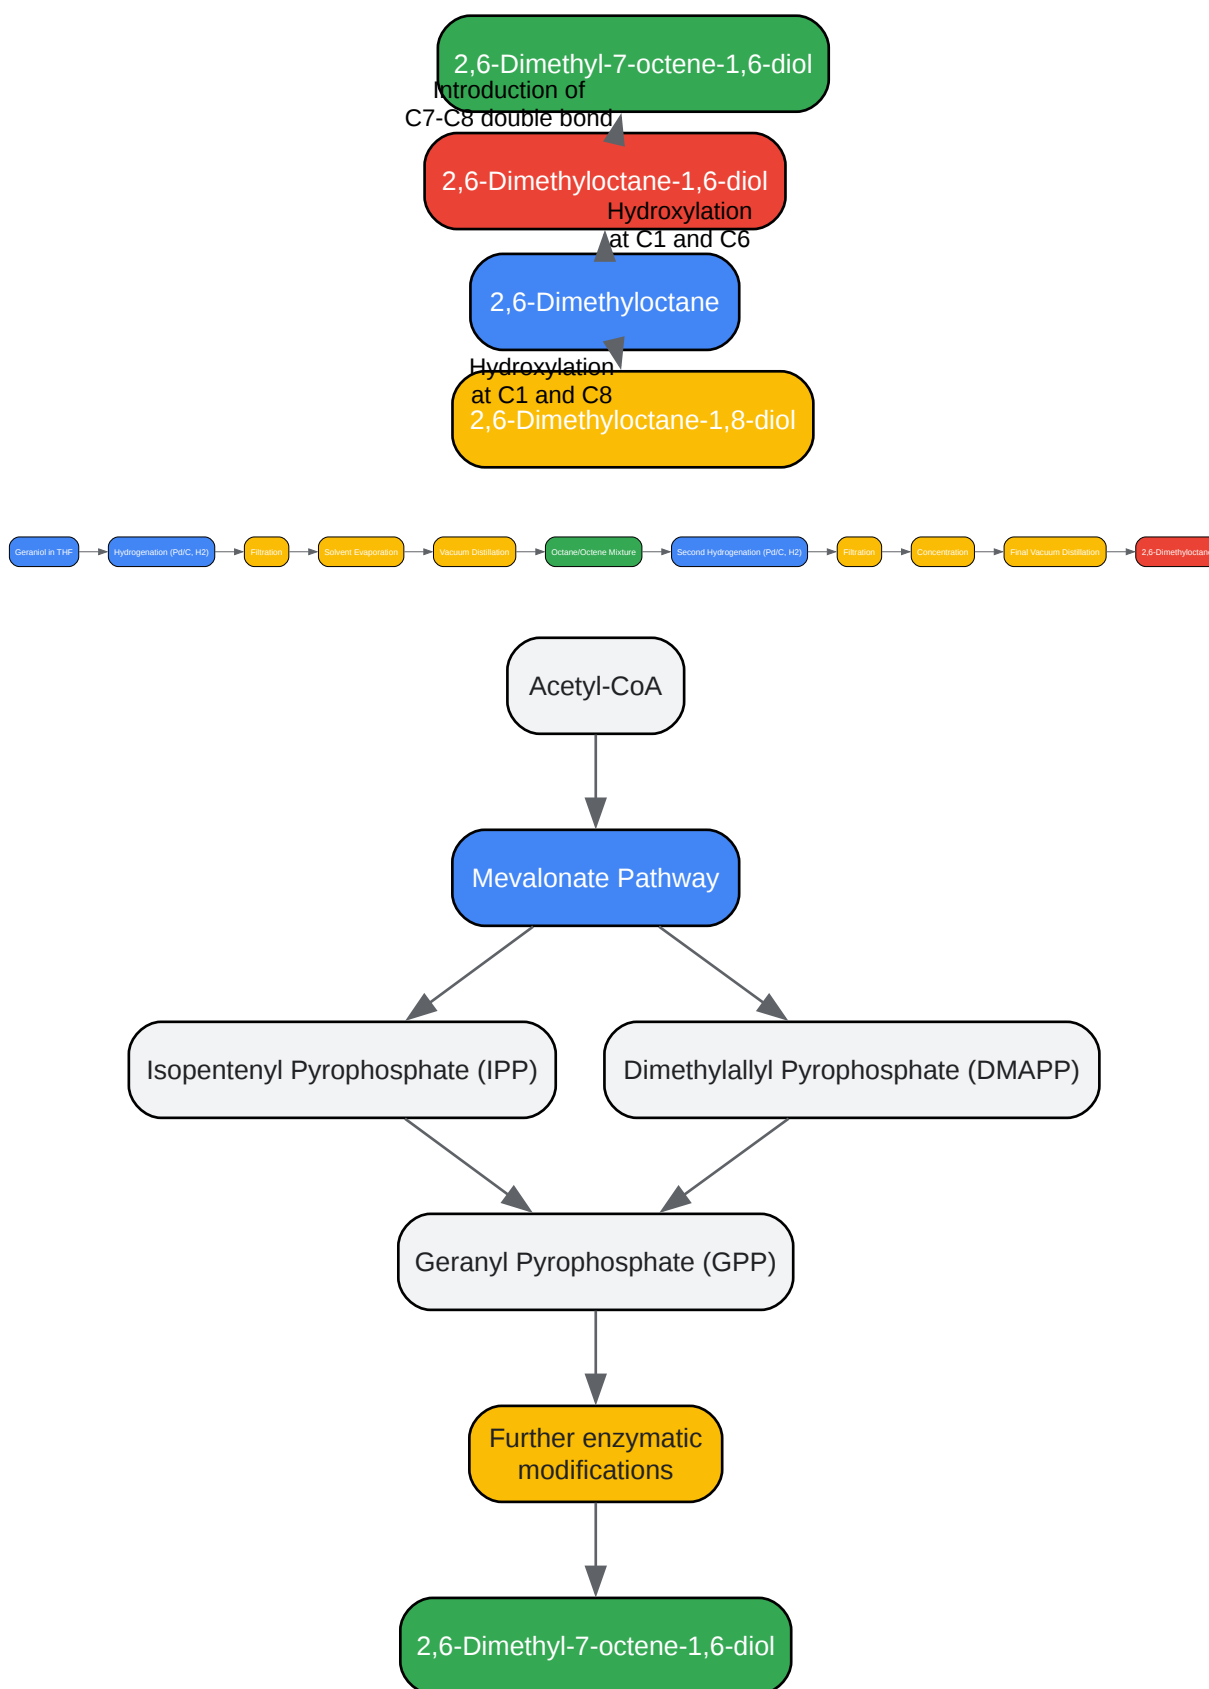 2,6-Dimethyl-7-octene-1,6-diol
Introduction of
C7-C8 double bond
2,6-Dimethyloctane-1,6-diol
Hydroxylation
at C1 and C6
2,6-Dimethyloctane
Hydroxylation
at C1 and C8
2,6-Dimethyloctane-1,8-diol
Geraniol in THF
Hydrogenation (Pd/C, H2)
Filtration
Solvent Evaporation
Vacuum Distillation
Octane/Octene Mixture
Second Hydrogenation (Pd/C, H2)
Filtration
Concentration
Final Vacuum Distillation
2,6-Dimethyloctane
Acetyl-CoA
Mevalonate Pathway
Isopentenyl Pyrophosphate (IPP)
Dimethylallyl Pyrophosphate (DMAPP)
Geranyl Pyrophosphate (GPP)
Further enzymatic
modifications
2,6-Dimethyl-7-octene-1,6-diol